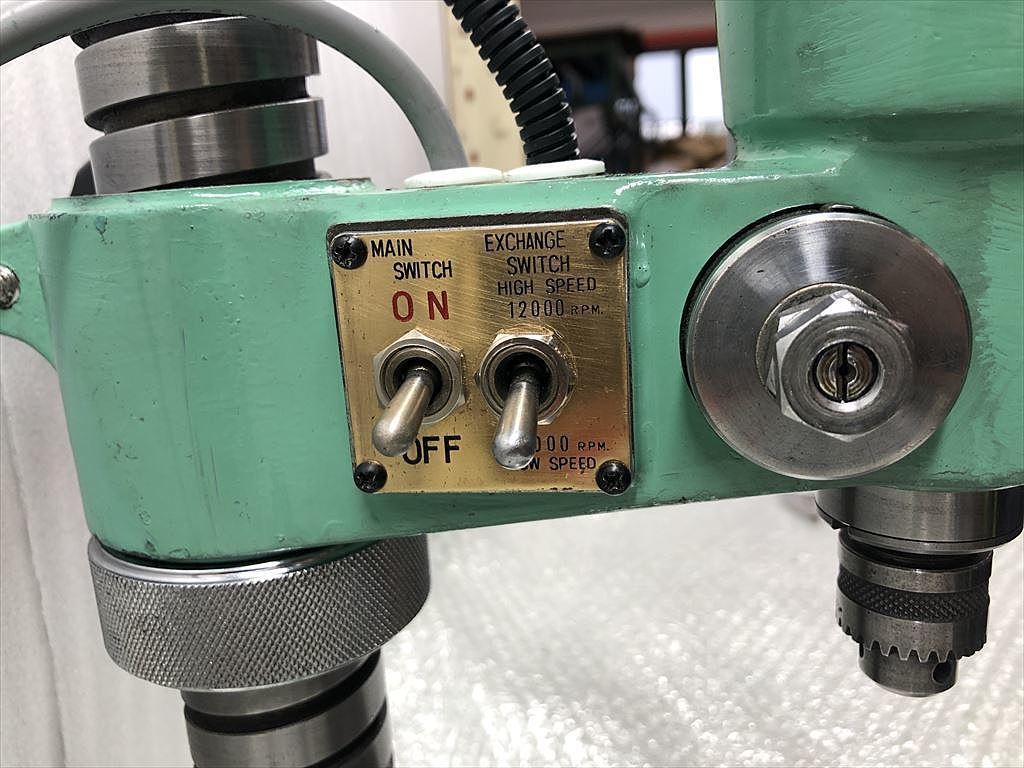 MAIN
SWITCH
ON
OFF
EXCHANGE
SWITCH
HIGH SPEED
12000 R.P.M.
R.P.M.
SPEED